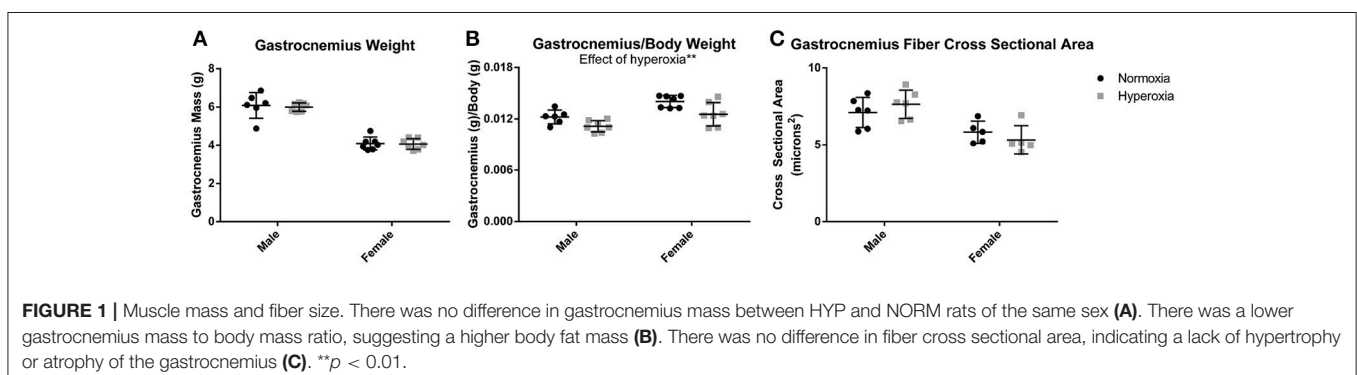 A
Gastrocnemius Weight
Gastrocnemius Mass (g)
8
6
4
2
0
Male
Female
B
Gastrocnemius/Body Weight
Effect of hyperoxia**
Gastrocnemius (g)/Body (g)
0.018
0.012
0.006
0.000
Male
Female
C
Gastrocnemius Fiber Cross Sectional Area
Cross Sectional Area
(microns²)
10
5
0
Male
Female
Normoxia
Hyperoxia
FIGURE 1 | Muscle mass and fiber size. There was no difference in gastrocnemius mass between HYP and NORM rats of the same sex (A). There was a lower
gastrocnemius mass to body mass ratio, suggesting a higher body fat mass (B). There was no difference in fiber cross sectional area, indicating a lack of hypertrophy
or atrophy of the gastrocnemius (C). **p < 0.01.